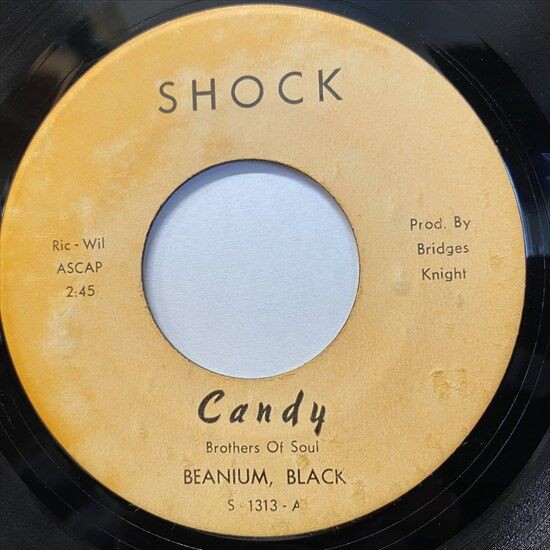 SHOCK
Ric - Wil
ASCAP
2:45
Prod. By
Bridges
Knight
Candy
Brothers Of Soul
BEANIUM, BLACK
S - 1313 - A